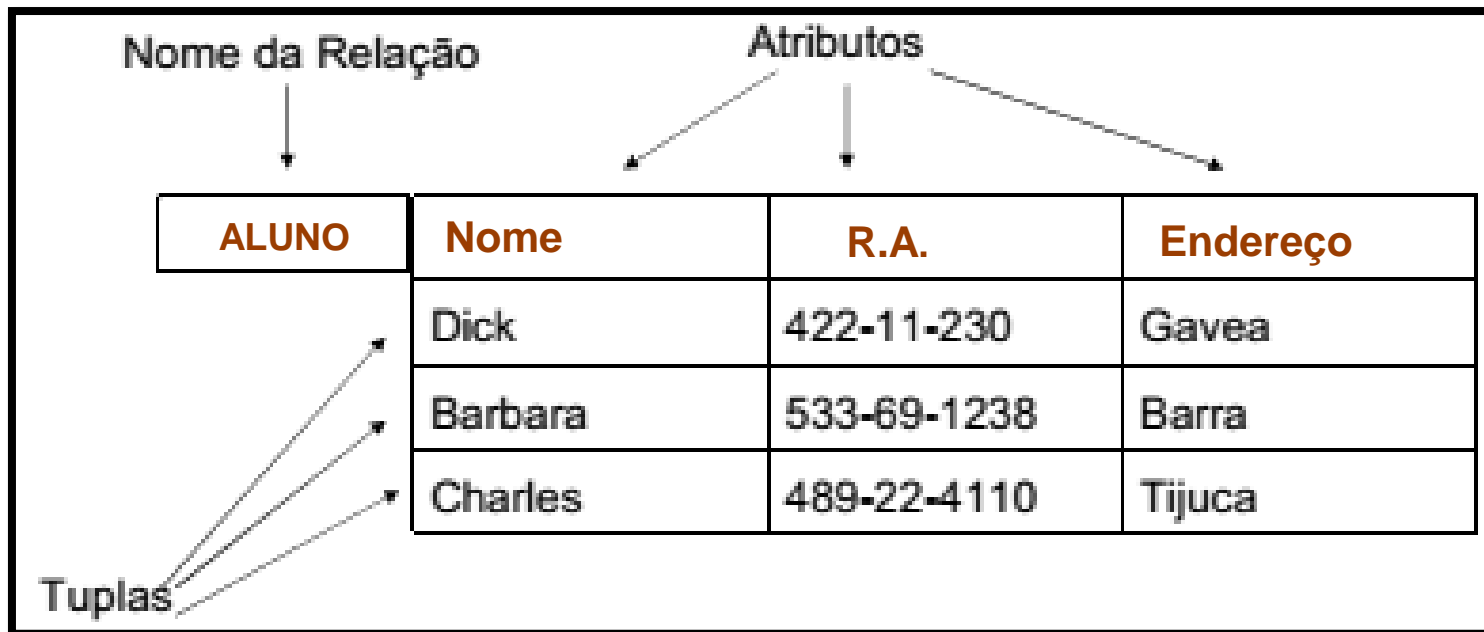 Nome da Relação Atributos
ALUNO Nome R.A. Endereço
Dick 422-11-230 Gavea
Barbara 533-69-1238 Barra
Charles 489-22-4110 Tijuca
Tuplas